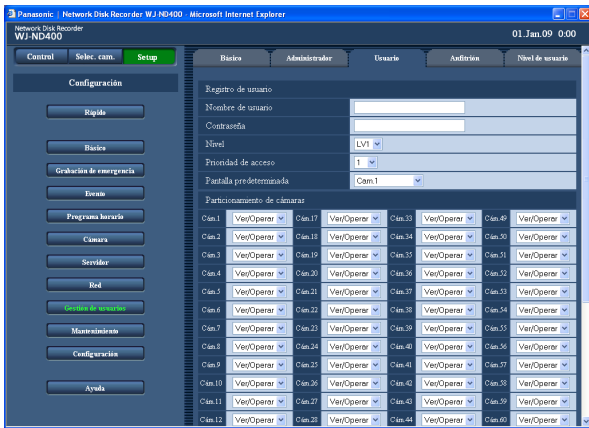 Panasonic | Network Disk Recorder WJ-ND400 - Microsoft Internet Explorer
Network Disk Recorder
WJ-ND400
01.Jan.09 0:00
Control Selec. cam. Setup
Configuración
Rápido
Básico
Grabación de emergencia
Evento
Programa horario
Cámara
Servidor
Red
Gestión de usuarios
Mantenimiento
Configuración
Ayuda
Básico Administrador Usuario Anfitrión Nivel de usuario
Registro de usuario
Nombre de usuario
Contraseña
Nivel LV1
Prioridad de acceso 1
Pantalla predeterminada Cam.1
Particionamiento de cámaras
Cám.1 Ver/Operar Cám.17 Ver/Operar Cám.33 Ver/Operar Cám.49 Ver/Operar
Cám.2 Ver/Operar Cám.18 Ver/Operar Cám.34 Ver/Operar Cám.50 Ver/Operar
Cám.3 Ver/Operar Cám.19 Ver/Operar Cám.35 Ver/Operar Cám.51 Ver/Operar
Cám.4 Ver/Operar Cám.20 Ver/Operar Cám.36 Ver/Operar Cám.52 Ver/Operar
Cám.5 Ver/Operar Cám.21 Ver/Operar Cám.37 Ver/Operar Cám.53 Ver/Operar
Cám.6 Ver/Operar Cám.22 Ver/Operar Cám.38 Ver/Operar Cám.54 Ver/Operar
Cám.7 Ver/Operar Cám.23 Ver/Operar Cám.39 Ver/Operar Cám.55 Ver/Operar
Cám.8 Ver/Operar Cám.24 Ver/Operar Cám.40 Ver/Operar Cám.56 Ver/Operar
Cám.9 Ver/Operar Cám.25 Ver/Operar Cám.41 Ver/Operar Cám.57 Ver/Operar
Cám.10 Ver/Operar Cám.26 Ver/Operar Cám.42 Ver/Operar Cám.58 Ver/Operar
Cám.11 Ver/Operar Cám.27 Ver/Operar Cám.43 Ver/Operar Cám.59 Ver/Operar
Cám.12 Ver/Operar Cám.28 Ver/Operar Cám.44 Ver/Operar Cám.60 Ver/Operar